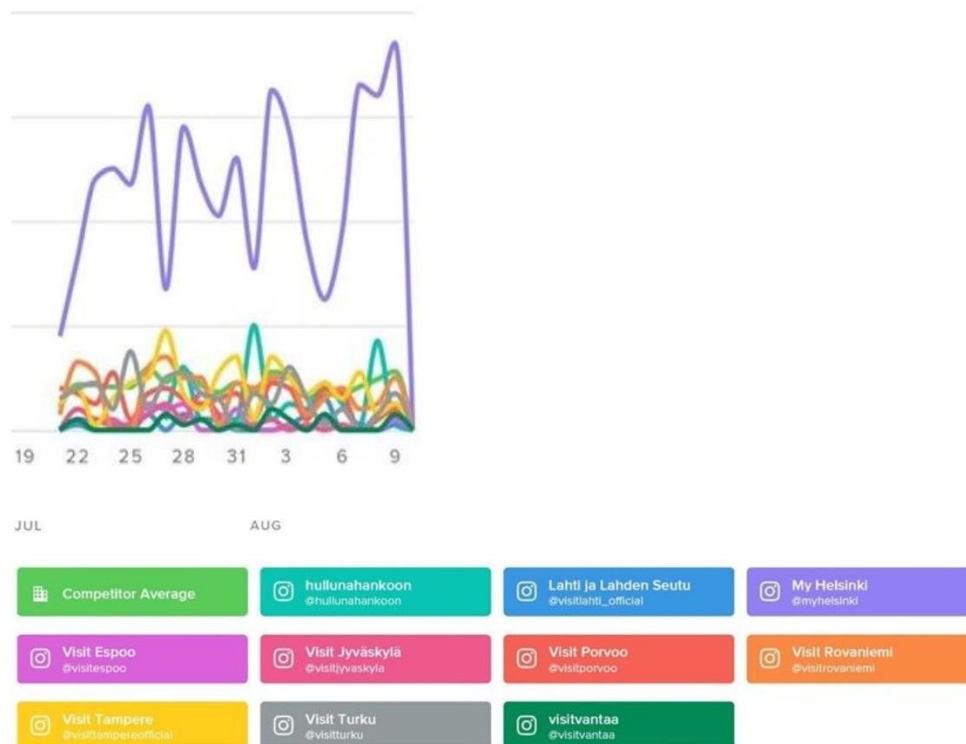 19 22 25 28 31 3 6 9
JUL AUG
Competitor Average
hullunahankoon
@hullunahankoon
Lahti ja Lahden Seutu
@visitlahti_official
My Helsinki
@myhelsinki
Visit Espoo
@visitespoo
Visit Jyväskylä
@visitjyvaskyla
Visit Porvoo
@visitporvoo
Visit Rovaniemi
@visitrovaniemi
Visit Tampere
@visittampereofficial
Visit Turku
@visitturku
visitvantaa
@visitvantaa